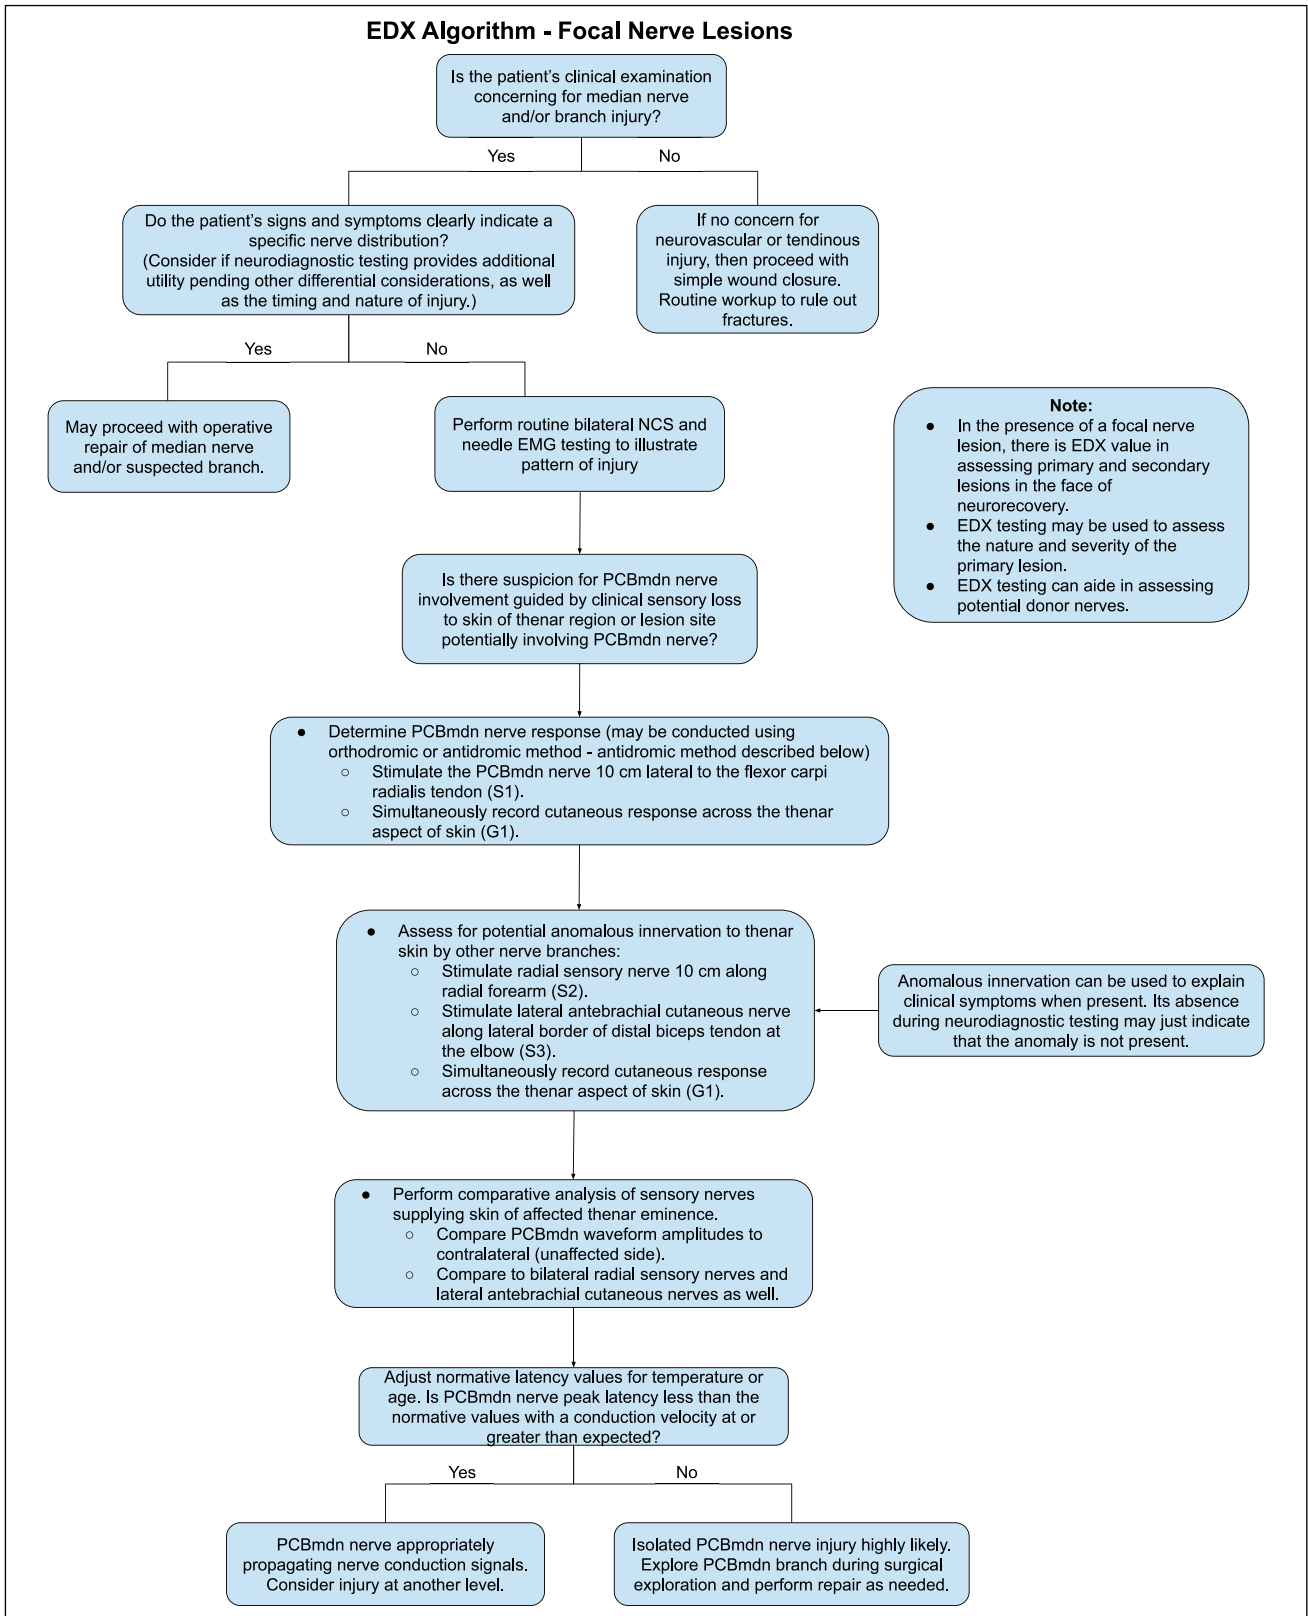 EDX Algorithm - Focal Nerve Lesions
Is the patient's clinical examination
concerning for median nerve
and/or branch injury?
Yes
No
Do the patient's signs and symptoms clearly indicate a
specific nerve distribution?
(Consider if neurodiagnostic testing provides additional
utility pending other differential considerations, as well
as the timing and nature of injury.)
If no concern for
neurovascular or tendinous
injury, then proceed with
simple wound closure.
Routine workup to rule out
fractures.
Yes
No
May proceed with operative
repair of median nerve
and/or suspected branch.
Perform routine bilateral NCS and
needle EMG testing to illustrate
pattern of injury
Note:
● In the presence of a focal nerve
lesion, there is EDX value in
assessing primary and secondary
lesions in the face of
neurorecovery.
● EDX testing may be used to assess
the nature and severity of the
primary lesion.
● EDX testing can aide in assessing
potential donor nerves.
Is there suspicion for PCBmdn nerve
involvement guided by clinical sensory loss
to skin of thenar region or lesion site
potentially involving PCBmdn nerve?
● Determine PCBmdn nerve response (may be conducted using
orthodromic or antidromic method - antidromic method described below)
○ Stimulate the PCBmdn nerve 10 cm lateral to the flexor carpi
radialis tendon (S1).
○ Simultaneously record cutaneous response across the thenar
aspect of skin (G1).
● Assess for potential anomalous innervation to thenar
skin by other nerve branches:
○ Stimulate radial sensory nerve 10 cm along
radial forearm (S2).
○ Stimulate lateral antebrachial cutaneous nerve
along lateral border of distal biceps tendon at
the elbow (S3).
○ Simultaneously record cutaneous response
across the thenar aspect of skin (G1).
Anomalous innervation can be used to explain
clinical symptoms when present. Its absence
during neurodiagnostic testing may just indicate
that the anomaly is not present.
● Perform comparative analysis of sensory nerves
supplying skin of affected thenar eminence.
○ Compare PCBmdn waveform amplitudes to
contralateral (unaffected side).
○ Compare to bilateral radial sensory nerves and
lateral antebrachial cutaneous nerves as well.
Adjust normative latency values for temperature or
age. Is PCBmdn nerve peak latency less than the
normative values with a conduction velocity at or
greater than expected?
Yes
No
PCBmdn nerve appropriately
propagating nerve conduction signals.
Consider injury at another level.
Isolated PCBmdn nerve injury highly likely.
Explore PCBmdn branch during surgical
exploration and perform repair as needed.